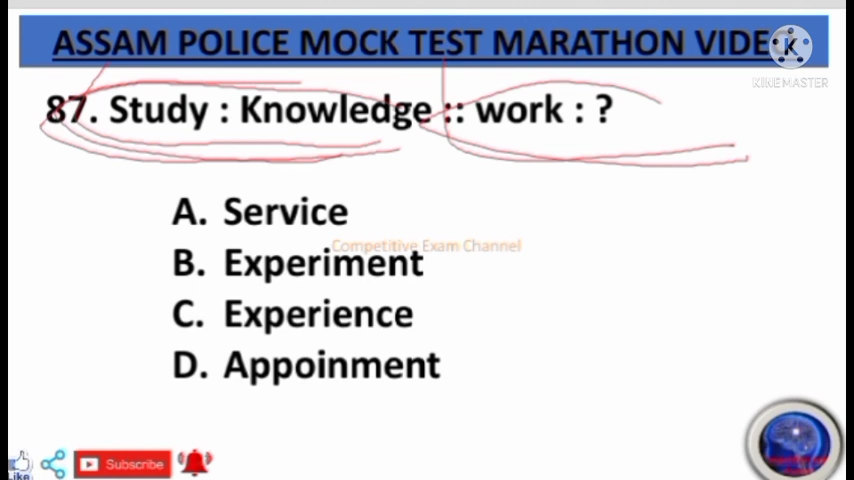 ASSAM POLICE MOCK TEST MARATHON VIDE
K
KINEMASTER
87. Study : Knowledge :: work : ?
A. Service
Competitive Exam Channel
B. Experiment
C. Experience
D. Appoinment
Like
Subscribe